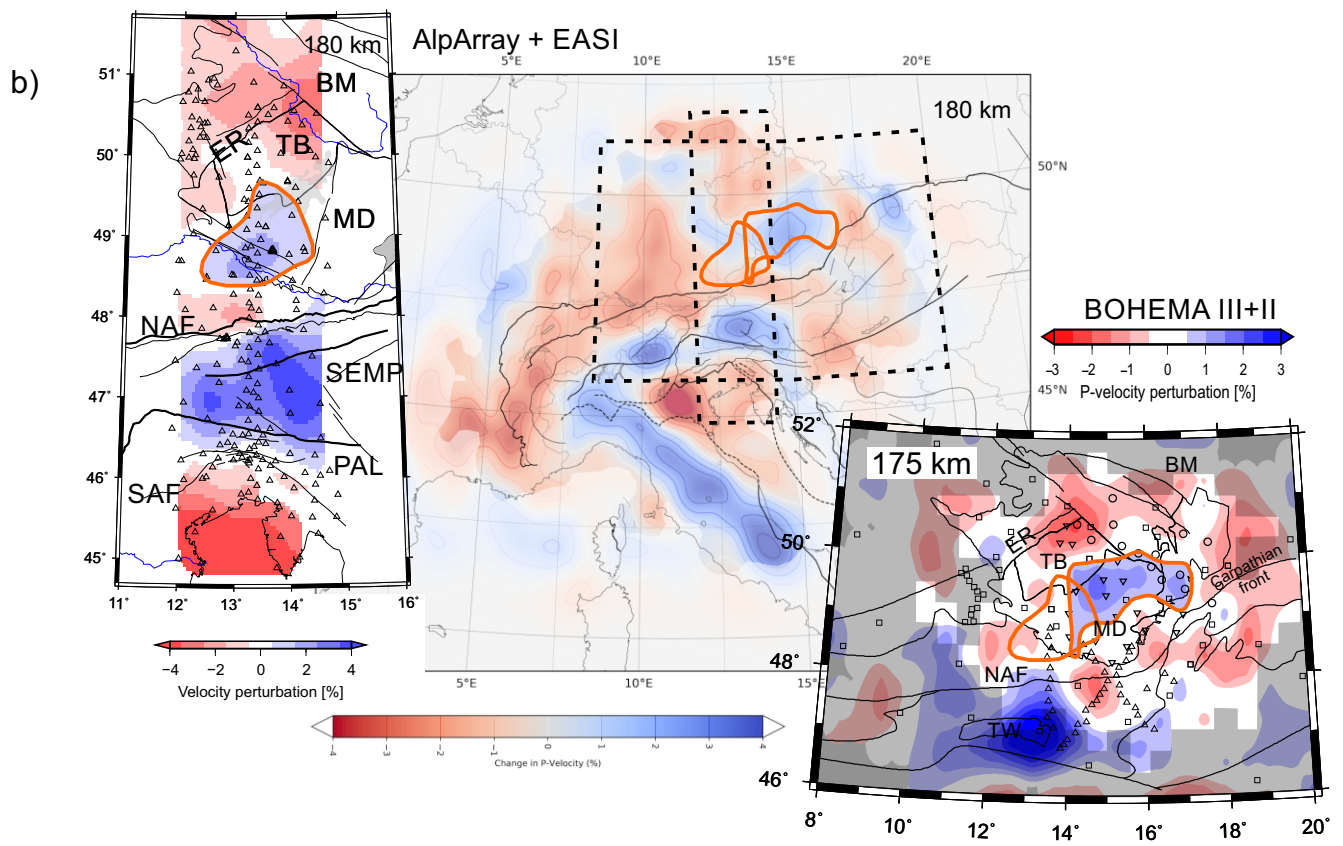 b)
AlpArray + EASI
180 km
BM
ER
TB
MD
NAF
SEMP
PAL
SAF
51°
50°
49°
48°
47°
46°
45°
11° 12° 13° 14° 15° 16°
−4 −2 0 2 4
Velocity perturbation [%]
5°E 10°E 15°E 20°E
180 km
50°N
45°N
5°E 10°E 15°E
-4 -3 -2 -1 0 1 2 3 4
Change in P-Velocity (%)
BOHEMA III+II
−3 −2 −1 0 1 2 3
P-velocity perturbation [%]
175 km
BM
ER
TB
Carpathian
front
MD
NAF
TW
52°
50°
48°
46°
8° 10° 12° 14° 16° 18° 20°